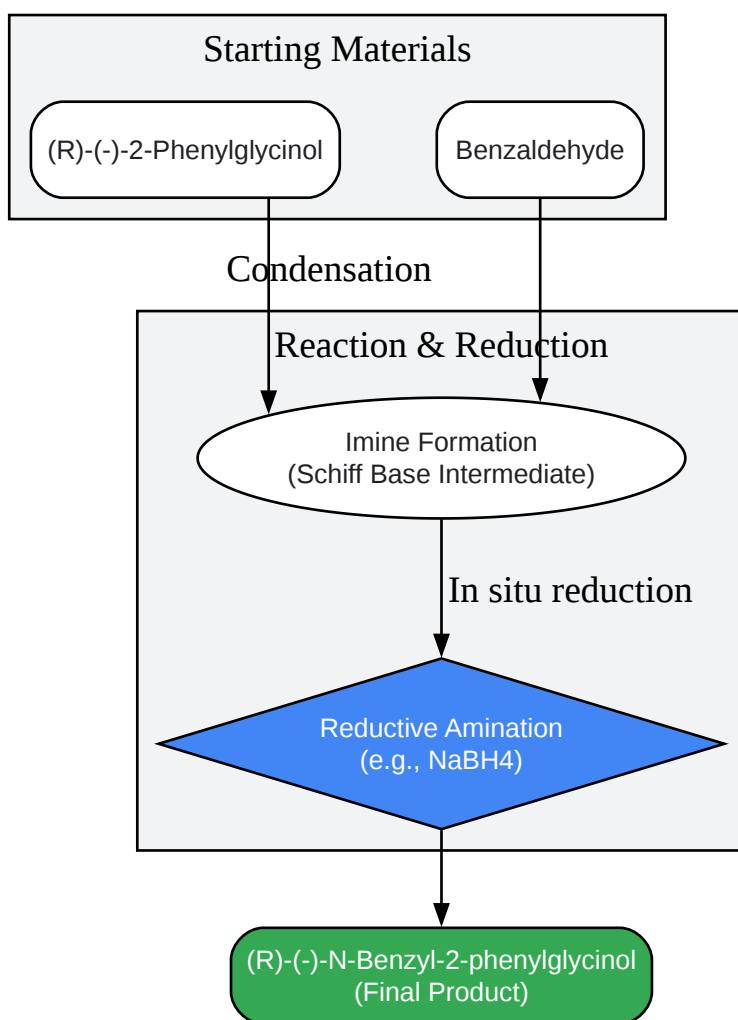 Starting Materials
(R)-(-)-2-Phenylglycinol
Benzaldehyde
Condensation
Reaction & Reduction
Imine Formation
(Schiff Base Intermediate)
In situ reduction
Reductive Amination
(e.g., NaBH4)
(R)-(-)-N-Benzyl-2-phenylglycinol
(Final Product)